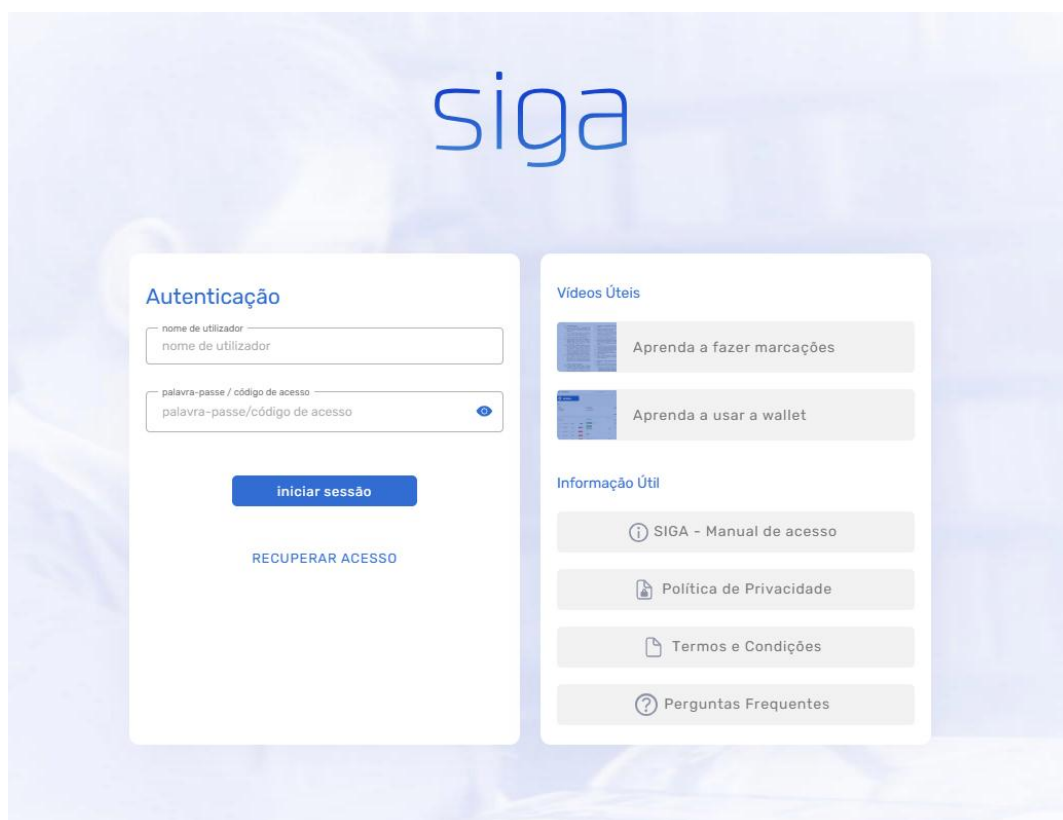 siga
Autenticação
nome de utilizador
nome de utilizador
palavra-passe / código de acesso
palavra-passe/código de acesso
iniciar sessão
RECUPERAR ACESSO
Vídeos Úteis
Aprenda a fazer marcações
Aprenda a usar a wallet
Informação Útil
SIGA - Manual de acesso
Política de Privacidade
Termos e Condições
Perguntas Frequentes